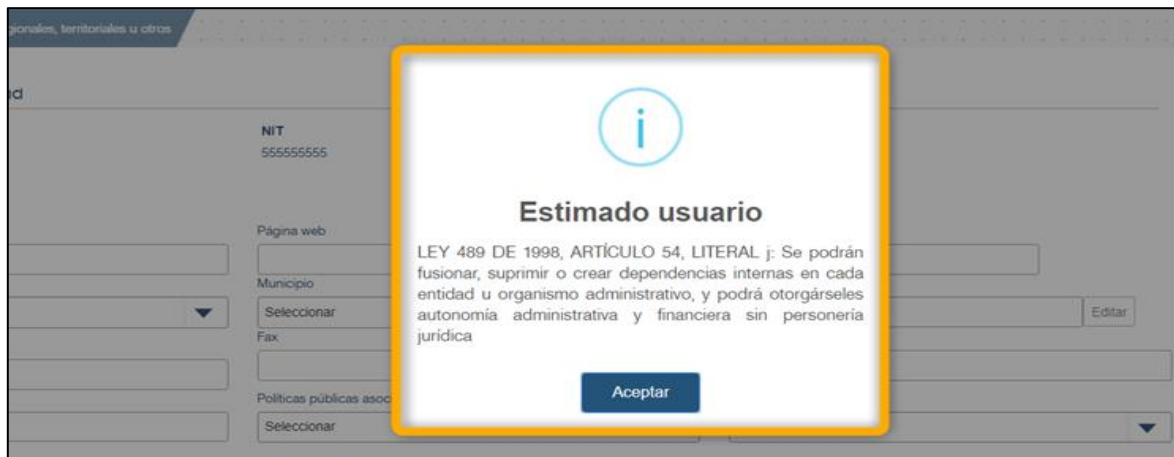 gionales, territoriales u otros
NIT
555555555
i
Estimado usuario
Página web
LEY 489 DE 1998, ARTÍCULO 54, LITERAL j: Se podrán
fusionar, suprimir o crear dependencias internas en cada
entidad u organismo administrativo, y podrá otorgárseles
autonomía administrativa y financiera sin personería
jurídica
Municipio
Seleccionar
Editar
Fax
Aceptar
Políticas públicas asoc
Seleccionar